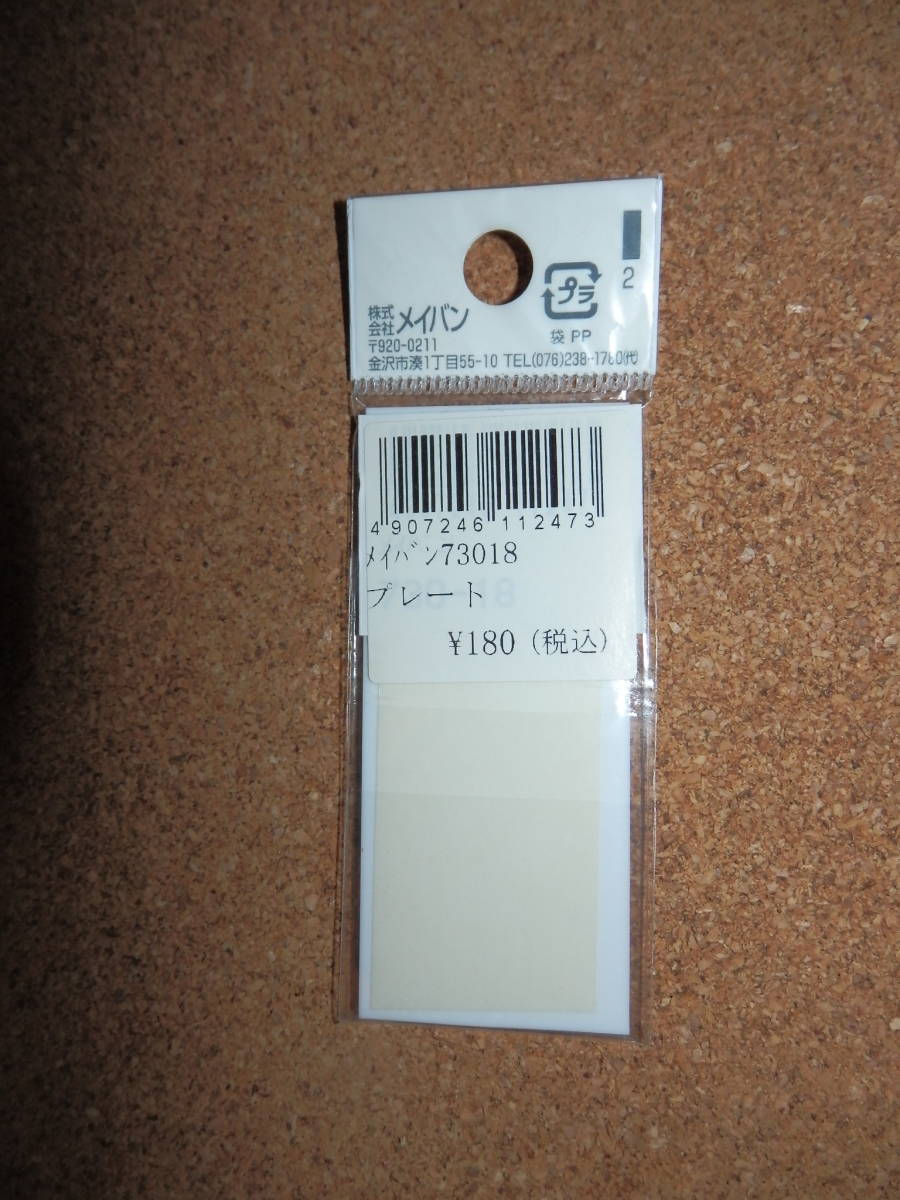 2
プラ
袋 PP
株式会社 メイバン
〒920-0211
金沢市湊1丁目55-10 TEL(076)238-1780(代)
4 907246 112473
ﾒｲﾊﾞﾝ73018
プレート
¥180 (税込)